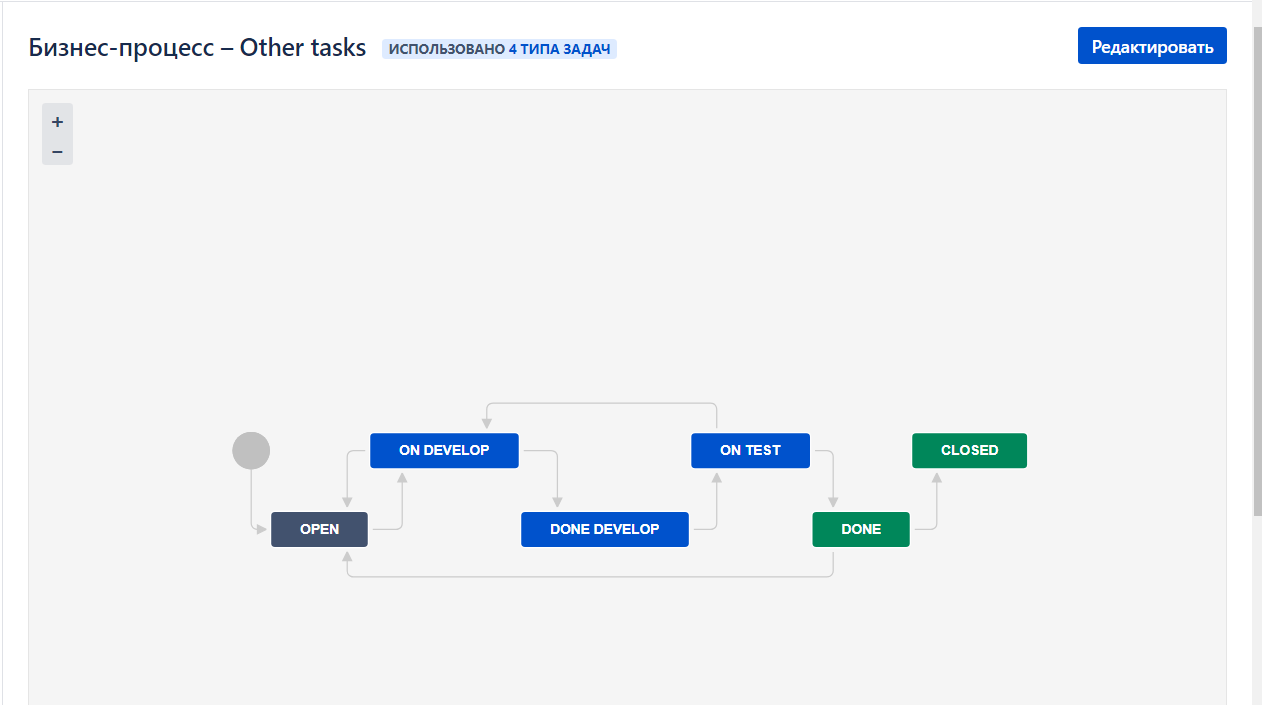 Бизнес-процесс – Other tasks ИСПОЛЬЗОВАНО 4 ТИПА ЗАДАЧ
Редактировать
+
–
ON DEVELOP
ON TEST
CLOSED
OPEN
DONE DEVELOP
DONE